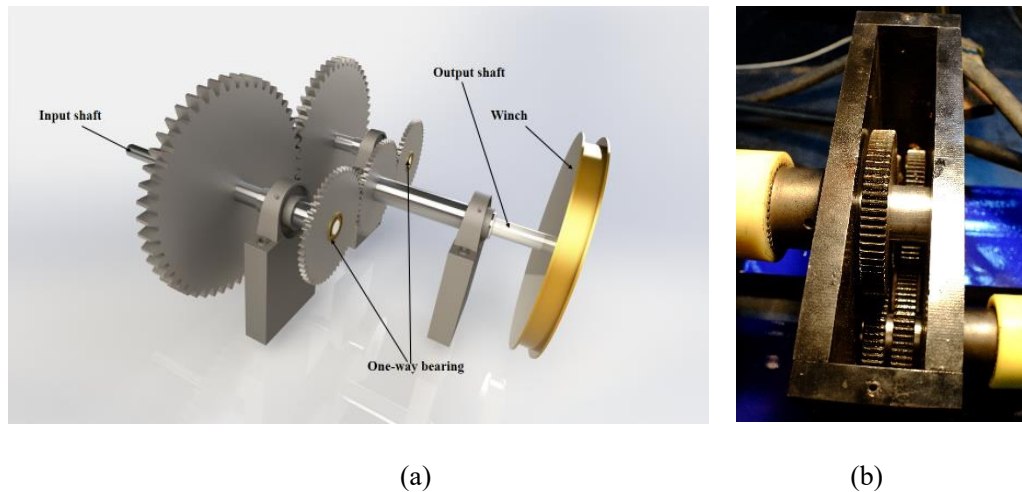 Input shaft
Output shaft
Winch
One-way bearing
(a)
(b)